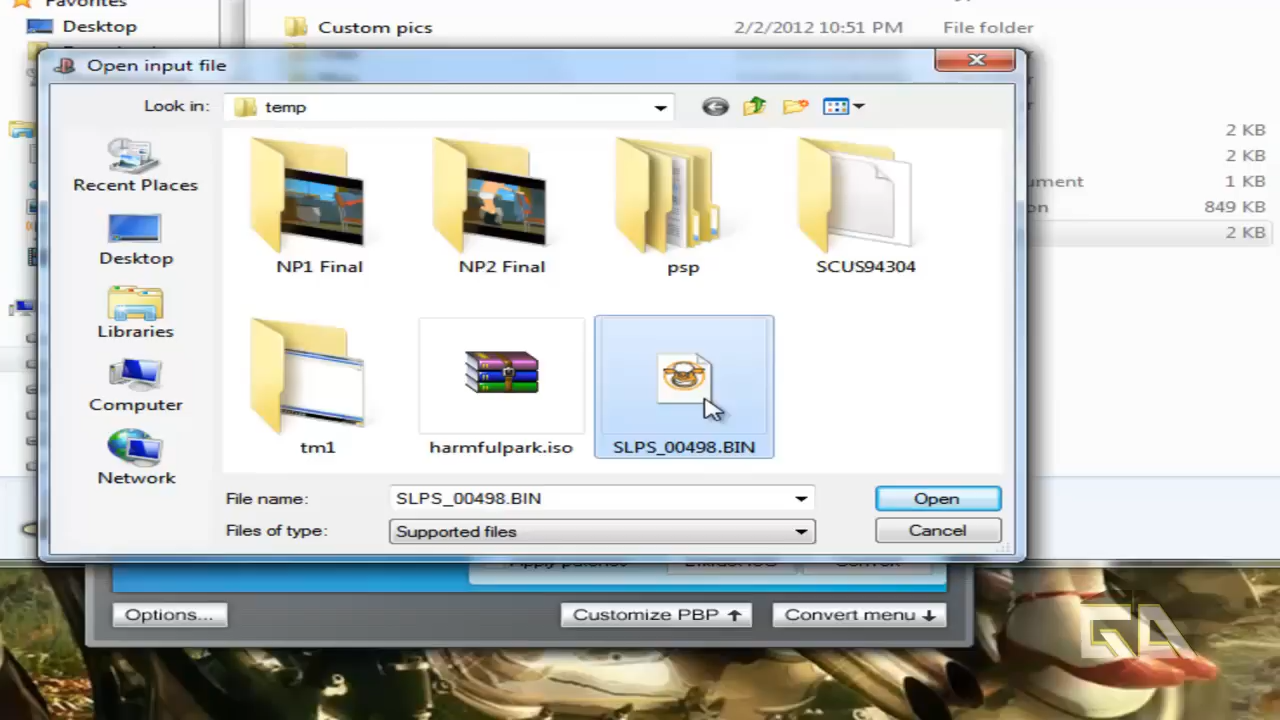 Favorites
Desktop
Custom pics
2/2/2012 10:51 PM
File folder
Open input file
Look in:
temp
2 KB
2 KB
ument
1 KB
on
849 KB
2 KB
Recent Places
Desktop
Libraries
Computer
Network
NP1 Final
NP2 Final
psp
SCUS94304
tm1
harmfulpark.iso
SLPS_00498.BIN
File name:
SLPS_00498.BIN
Open
Files of type:
Supported files
Cancel
Options...
Customize PBP
Convert menu
GA